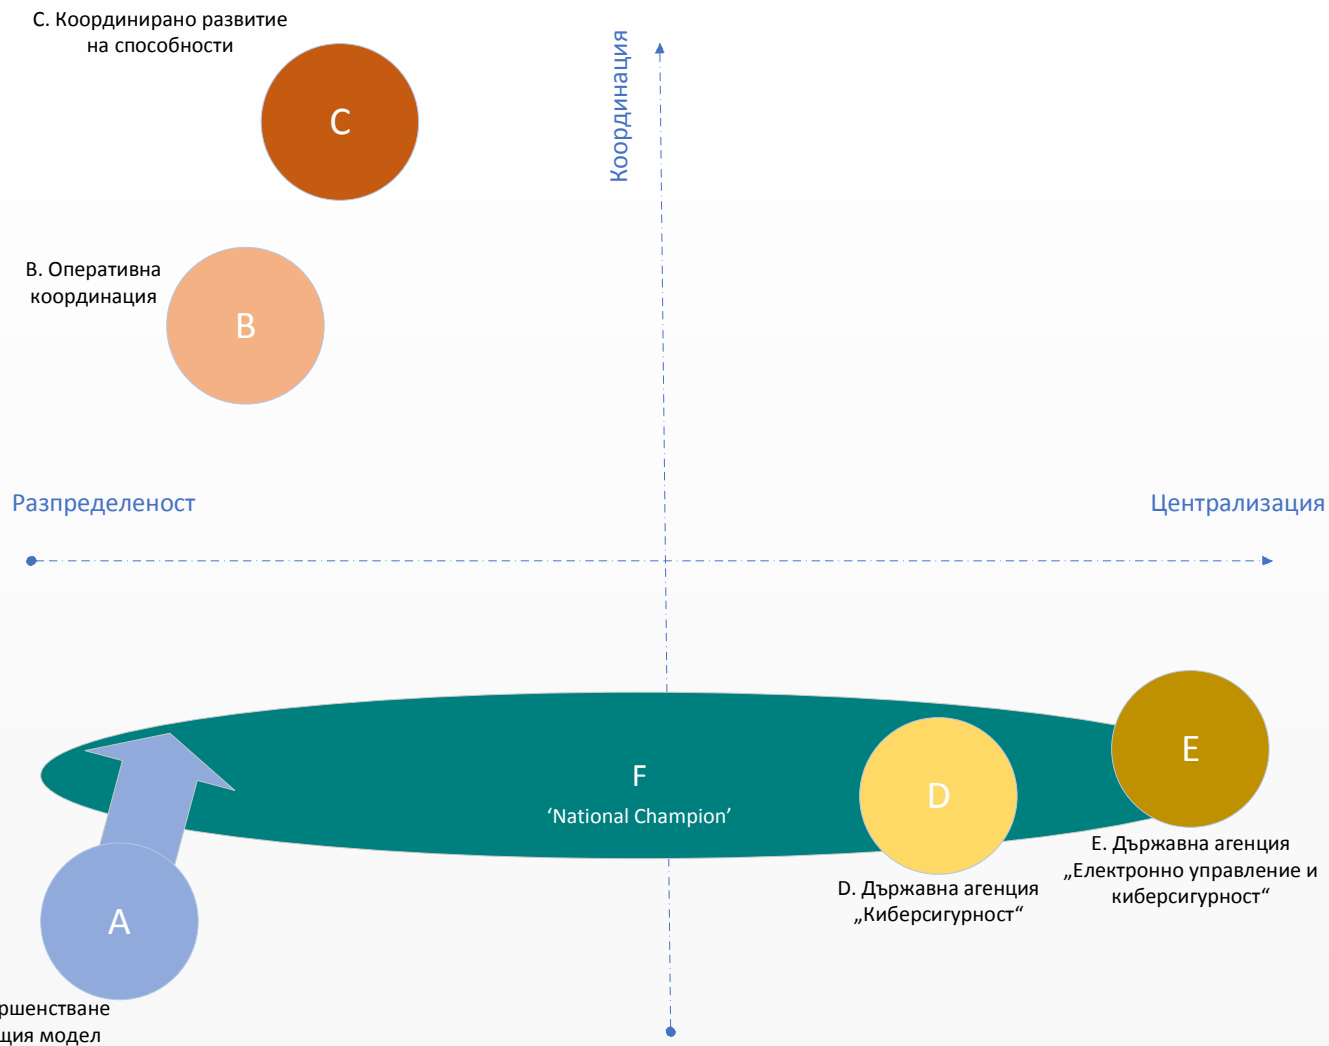 C. Координирано развитие
на способности
C
Координация
B. Оперативна
координация
B
Разпределеност
Централизация
F
‘National Champion’
D
E
E. Държавна агенция
„Електронно управление и
киберсигурност“
D. Държавна агенция
„Киберсигурност“
A
модел